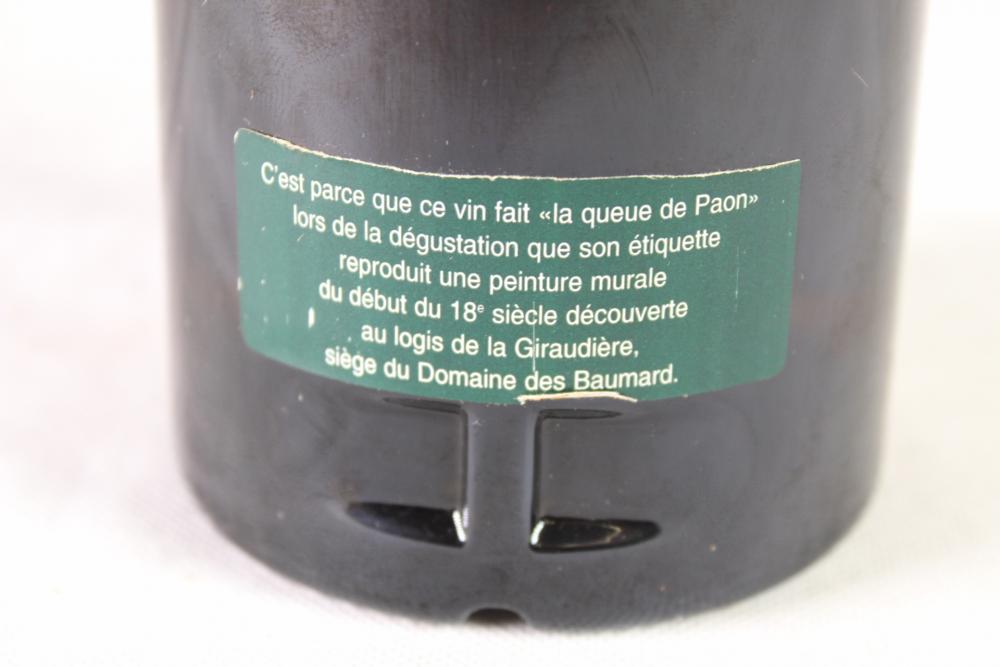 C'est parce que ce vin fait «la queue de Paon»
lors de la dégustation que son étiquette
reproduit une peinture murale
du début du 18e siècle découverte
au logis de la Giraudière,
siège du Domaine des Baumard.